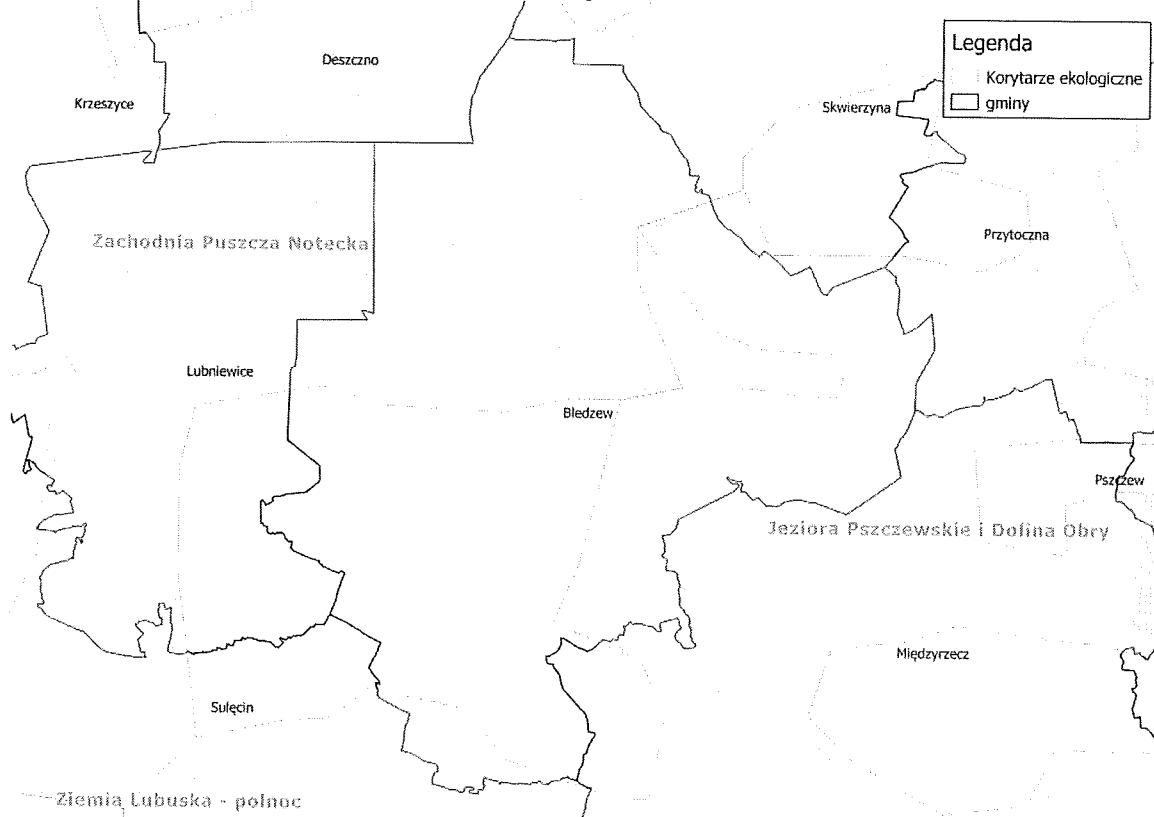 Legenda
Korytarze ekologiczne
gminy
Deszczno
Krzeszyce
Skwierzyna
Przytoczna
Zachodnia Puszcza Notecka
Lubniewice
Bledzew
Pszczew
Jeziora Pszczewskie i Dolina Obry
Międzyrzecz
Sulęcin
Ziemia Lubuska - połnoc